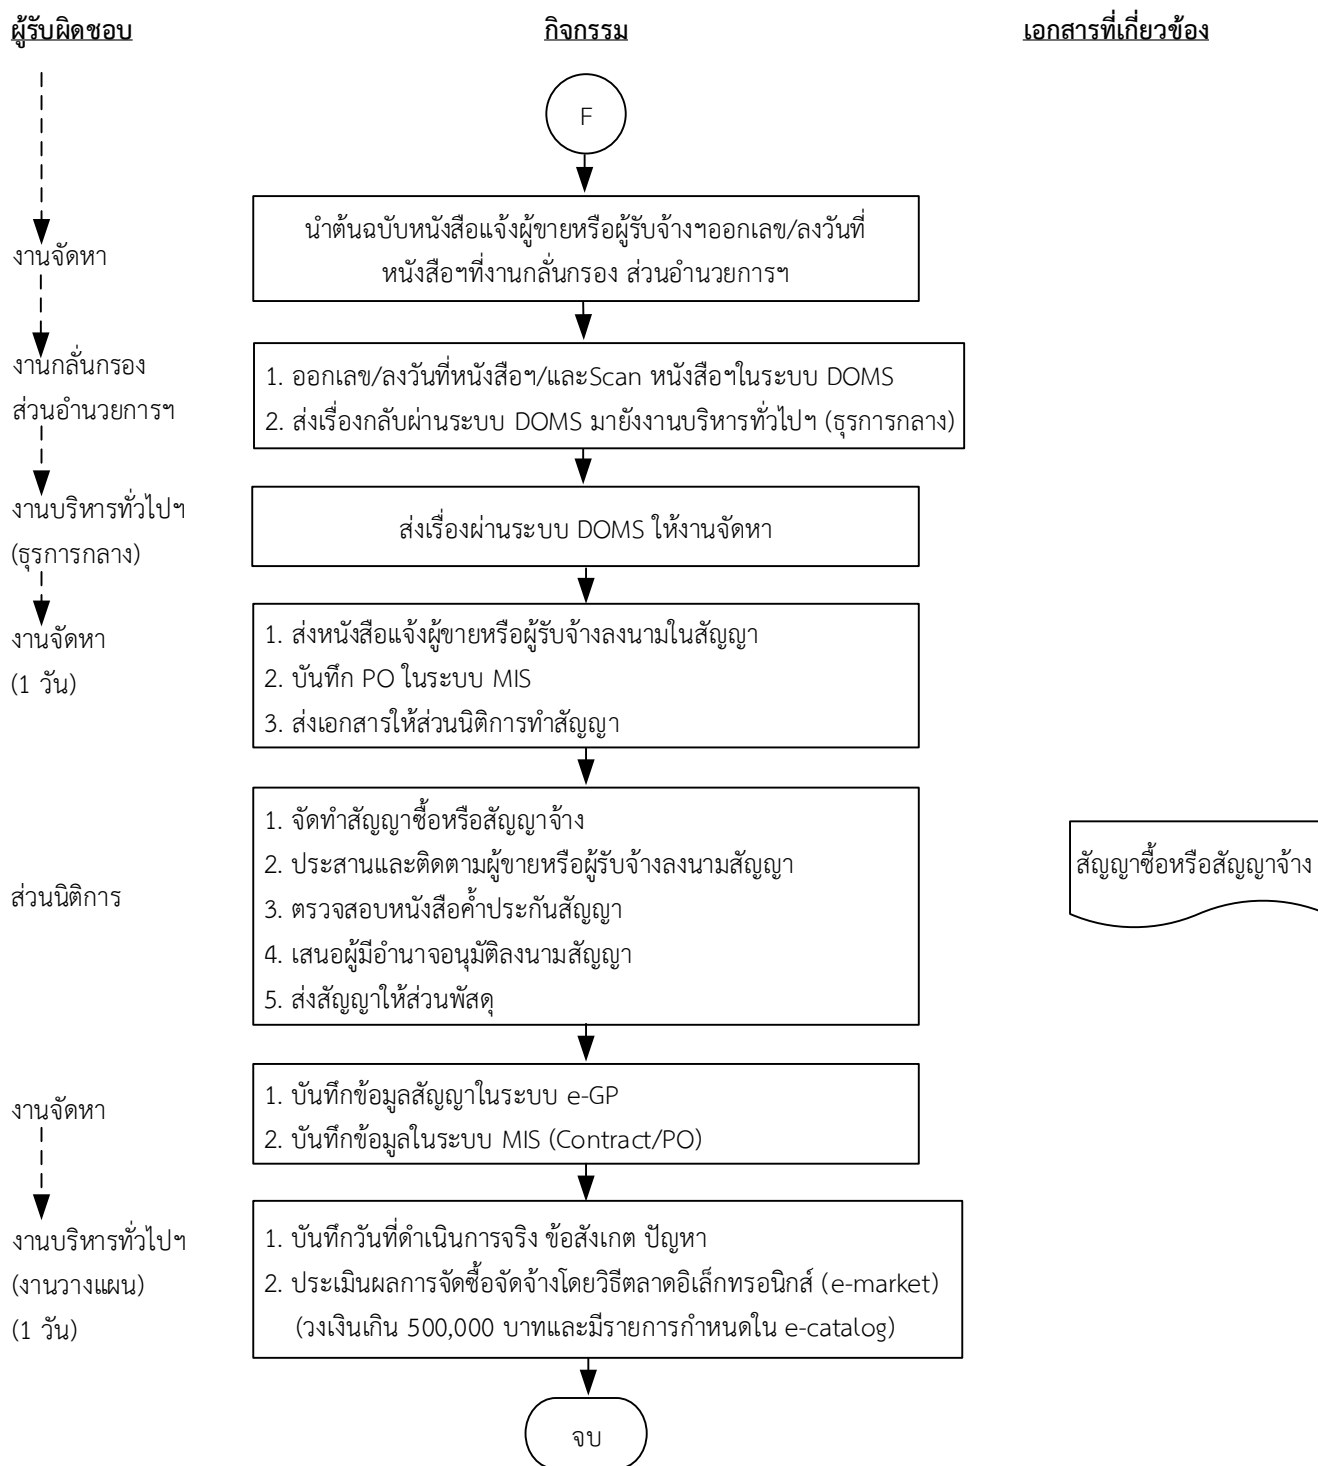 ผู้รับผิดชอบ
กิจกรรม
เอกสารที่เกี่ยวข้อง
F
งานจัดหา
นำต้นฉบับหนังสือแจ้งผู้ขายหรือผู้รับจ้างฯออกเลข/ลงวันที่
หนังสือฯที่งานกลั่นกรอง ส่วนอำนวยการฯ
งานกลั่นกรอง
ส่วนอำนวยการฯ
1. ออกเลข/ลงวันที่หนังสือฯ/และScan หนังสือฯในระบบ DOMS
2. ส่งเรื่องกลับผ่านระบบ DOMS มายังงานบริหารทั่วไปฯ (ธุรการกลาง)
งานบริหารทั่วไปฯ
(ธุรการกลาง)
ส่งเรื่องผ่านระบบ DOMS ให้งานจัดหา
งานจัดหา
(1 วัน)
1. ส่งหนังสือแจ้งผู้ขายหรือผู้รับจ้างลงนามในสัญญา
2. บันทึก PO ในระบบ MIS
3. ส่งเอกสารให้ส่วนนิติการทำสัญญา
ส่วนนิติการ
1. จัดทำสัญญาซื้อหรือสัญญาจ้าง
2. ประสานและติดตามผู้ขายหรือผู้รับจ้างลงนามสัญญา
3. ตรวจสอบหนังสือค้ำประกันสัญญา
4. เสนอผู้มีอำนาจอนุมัติลงนามสัญญา
5. ส่งสัญญาให้ส่วนพัสดุ
สัญญาซื้อหรือสัญญาจ้าง
งานจัดหา
1. บันทึกข้อมูลสัญญาในระบบ e-GP
2. บันทึกข้อมูลในระบบ MIS (Contract/PO)
งานบริหารทั่วไปฯ
(งานวางแผน)
(1 วัน)
1. บันทึกวันที่ดำเนินการจริง ข้อสังเกต ปัญหา
2. ประเมินผลการจัดซื้อจัดจ้างโดยวิธีตลาดอิเล็กทรอนิกส์ (e-market)
(วงเงินเกิน 500,000 บาทและมีรายการกำหนดใน e-catalog)
จบ